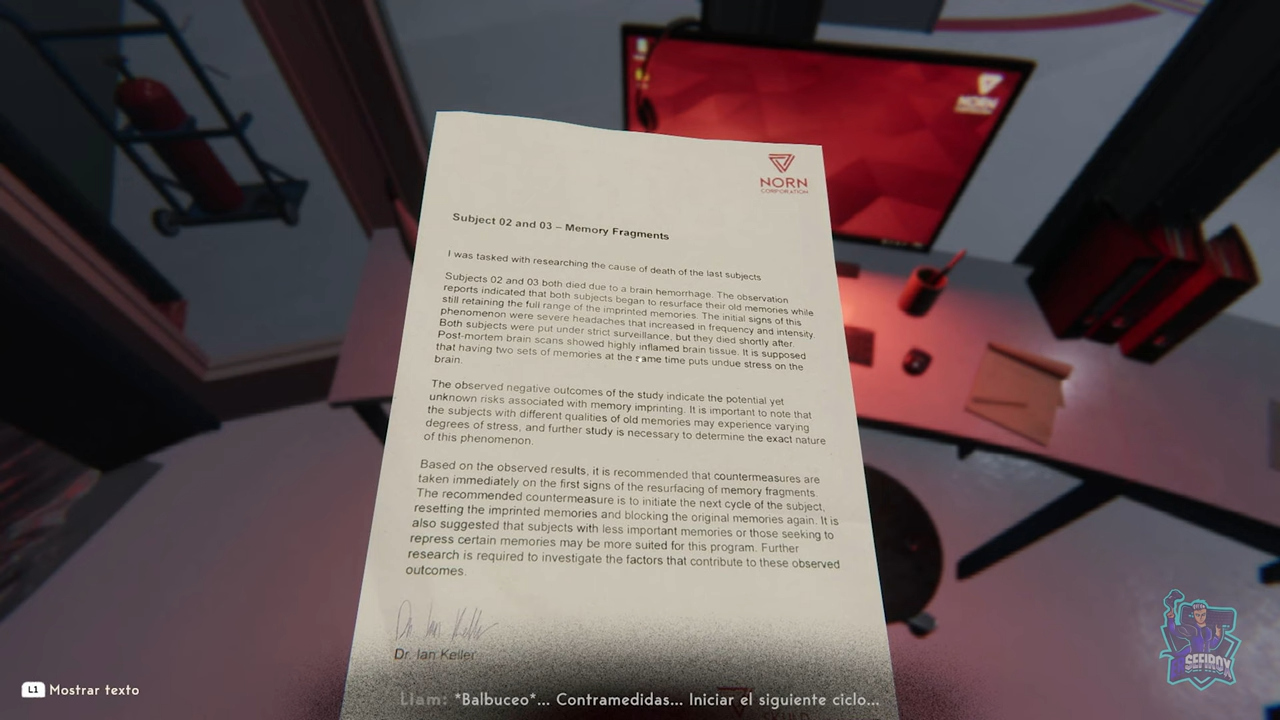 NORN
NORN
CORPORATION
Subject 02 and 03 – Memory Fragments
I was tasked with researching the cause of death of the last subjects
Subjects 02 and 03 both died due to a brain hemorrhage. The observation
reports indicated that both subjects began to resurface their old memories while
still retaining the full range of the imprinted memories. The initial signs of this
phenomenon were severe headaches that increased in frequency and intensity.
Both subjects were put under strict surveillance, but they died shortly after.
Post-mortem brain scans showed highly inflamed brain tissue. It is supposed
that having two sets of memories at the same time puts undue stress on the
brain.
The observed negative outcomes of the study indicate the potential yet
unknown risks associated with memory imprinting. It is important to note that
the subjects with different qualities of old memories may experience varying
degrees of stress, and further study is necessary to determine the exact nature
of this phenomenon.
Based on the observed results, it is recommended that countermeasures are
taken immediately on the first signs of the resurfacing of memory fragments.
The recommended countermeasure is to initiate the next cycle of the subject,
resetting the imprinted memories and blocking the original memories again. It is
also suggested that subjects with less important memories or those seeking to
repress certain memories may be more suited for this program. Further
research is required to investigate the factors that contribute to these observed
outcomes.
Dr. Ian Keller
Dr. Ian Keller
SEFIROX
L1 Mostrar texto
Liam: *Balbuceo*... Contramedidas... Iniciar el siguiente ciclo...